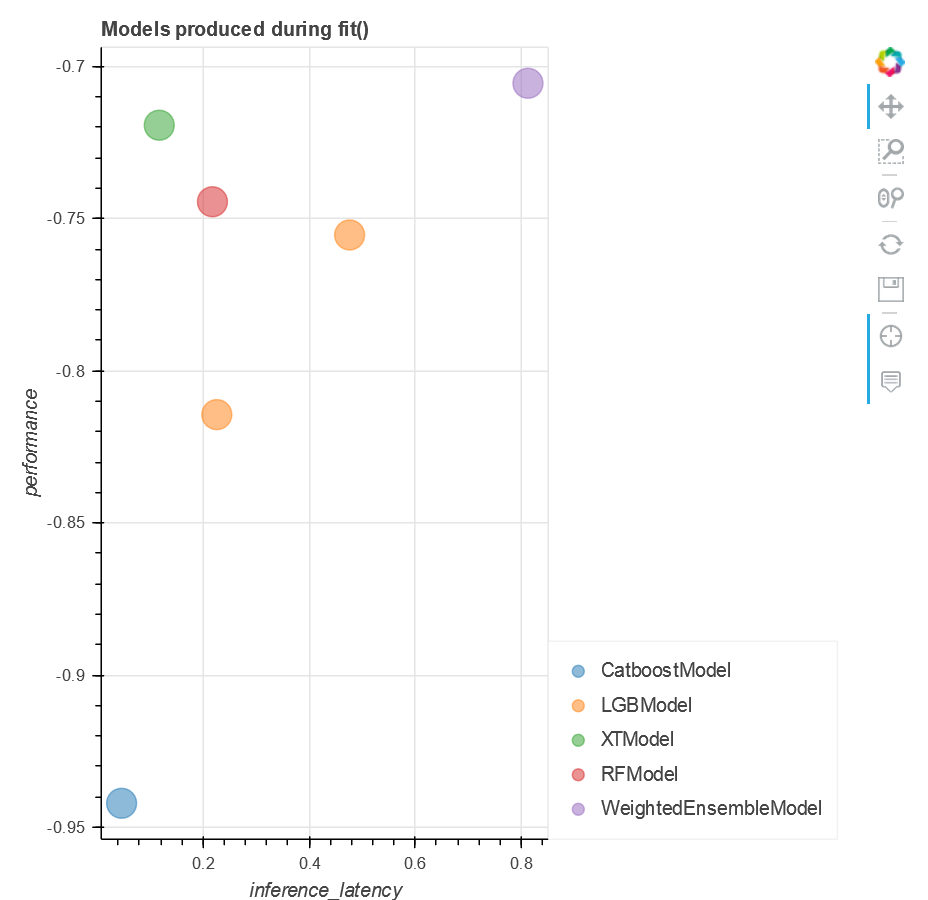 Models produced during fit()
-0.7
-0.75
-0.8
-0.85
-0.9
-0.95
performance
0.2 0.4 0.6 0.8
inference_latency
CatboostModel
LGBModel
XTModel
RFModel
WeightedEnsembleModel